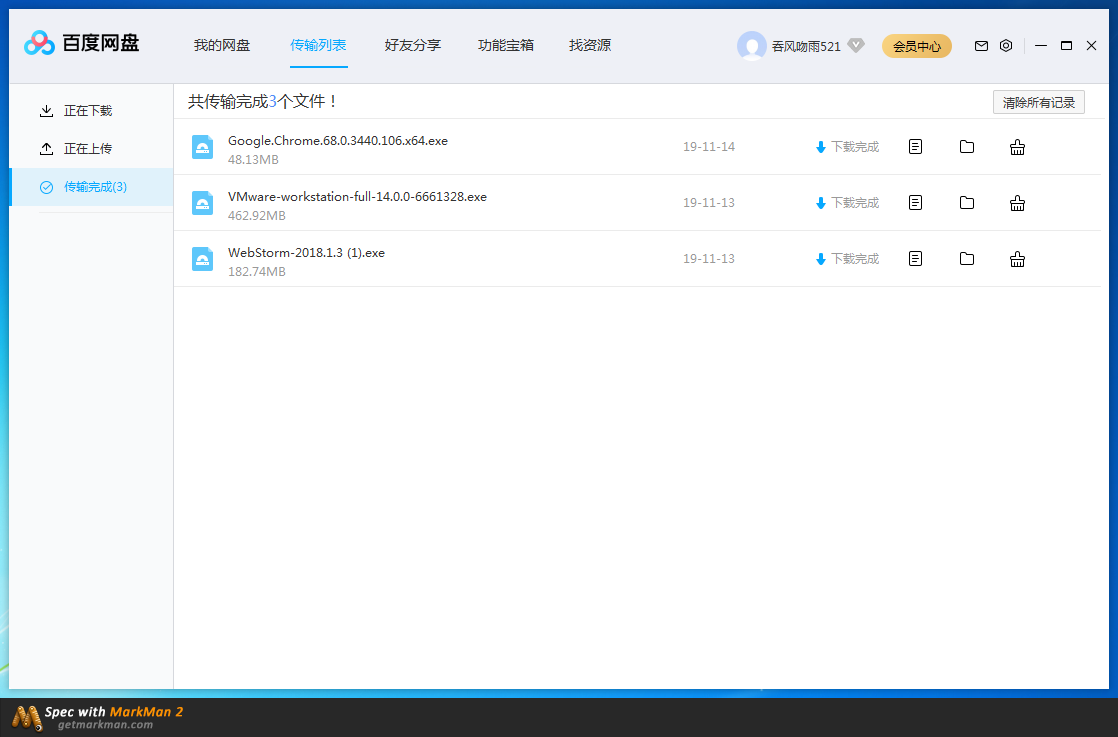 百度网盘 我的网盘 传输列表 好友分享 功能宝箱 找资源 吞风吻雨521 会员中心
正在下载
正在上传
传输完成(3)
共传输完成3个文件！ 清除所有记录
Google.Chrome.68.0.3440.106.x64.exe 19-11-14 下载完成
48.13MB
VMware-workstation-full-14.0.0-6661328.exe 19-11-13 下载完成
462.92MB
WebStorm-2018.1.3 (1).exe 19-11-13 下载完成
182.74MB
Spec with MarkMan 2
getmarkman.com